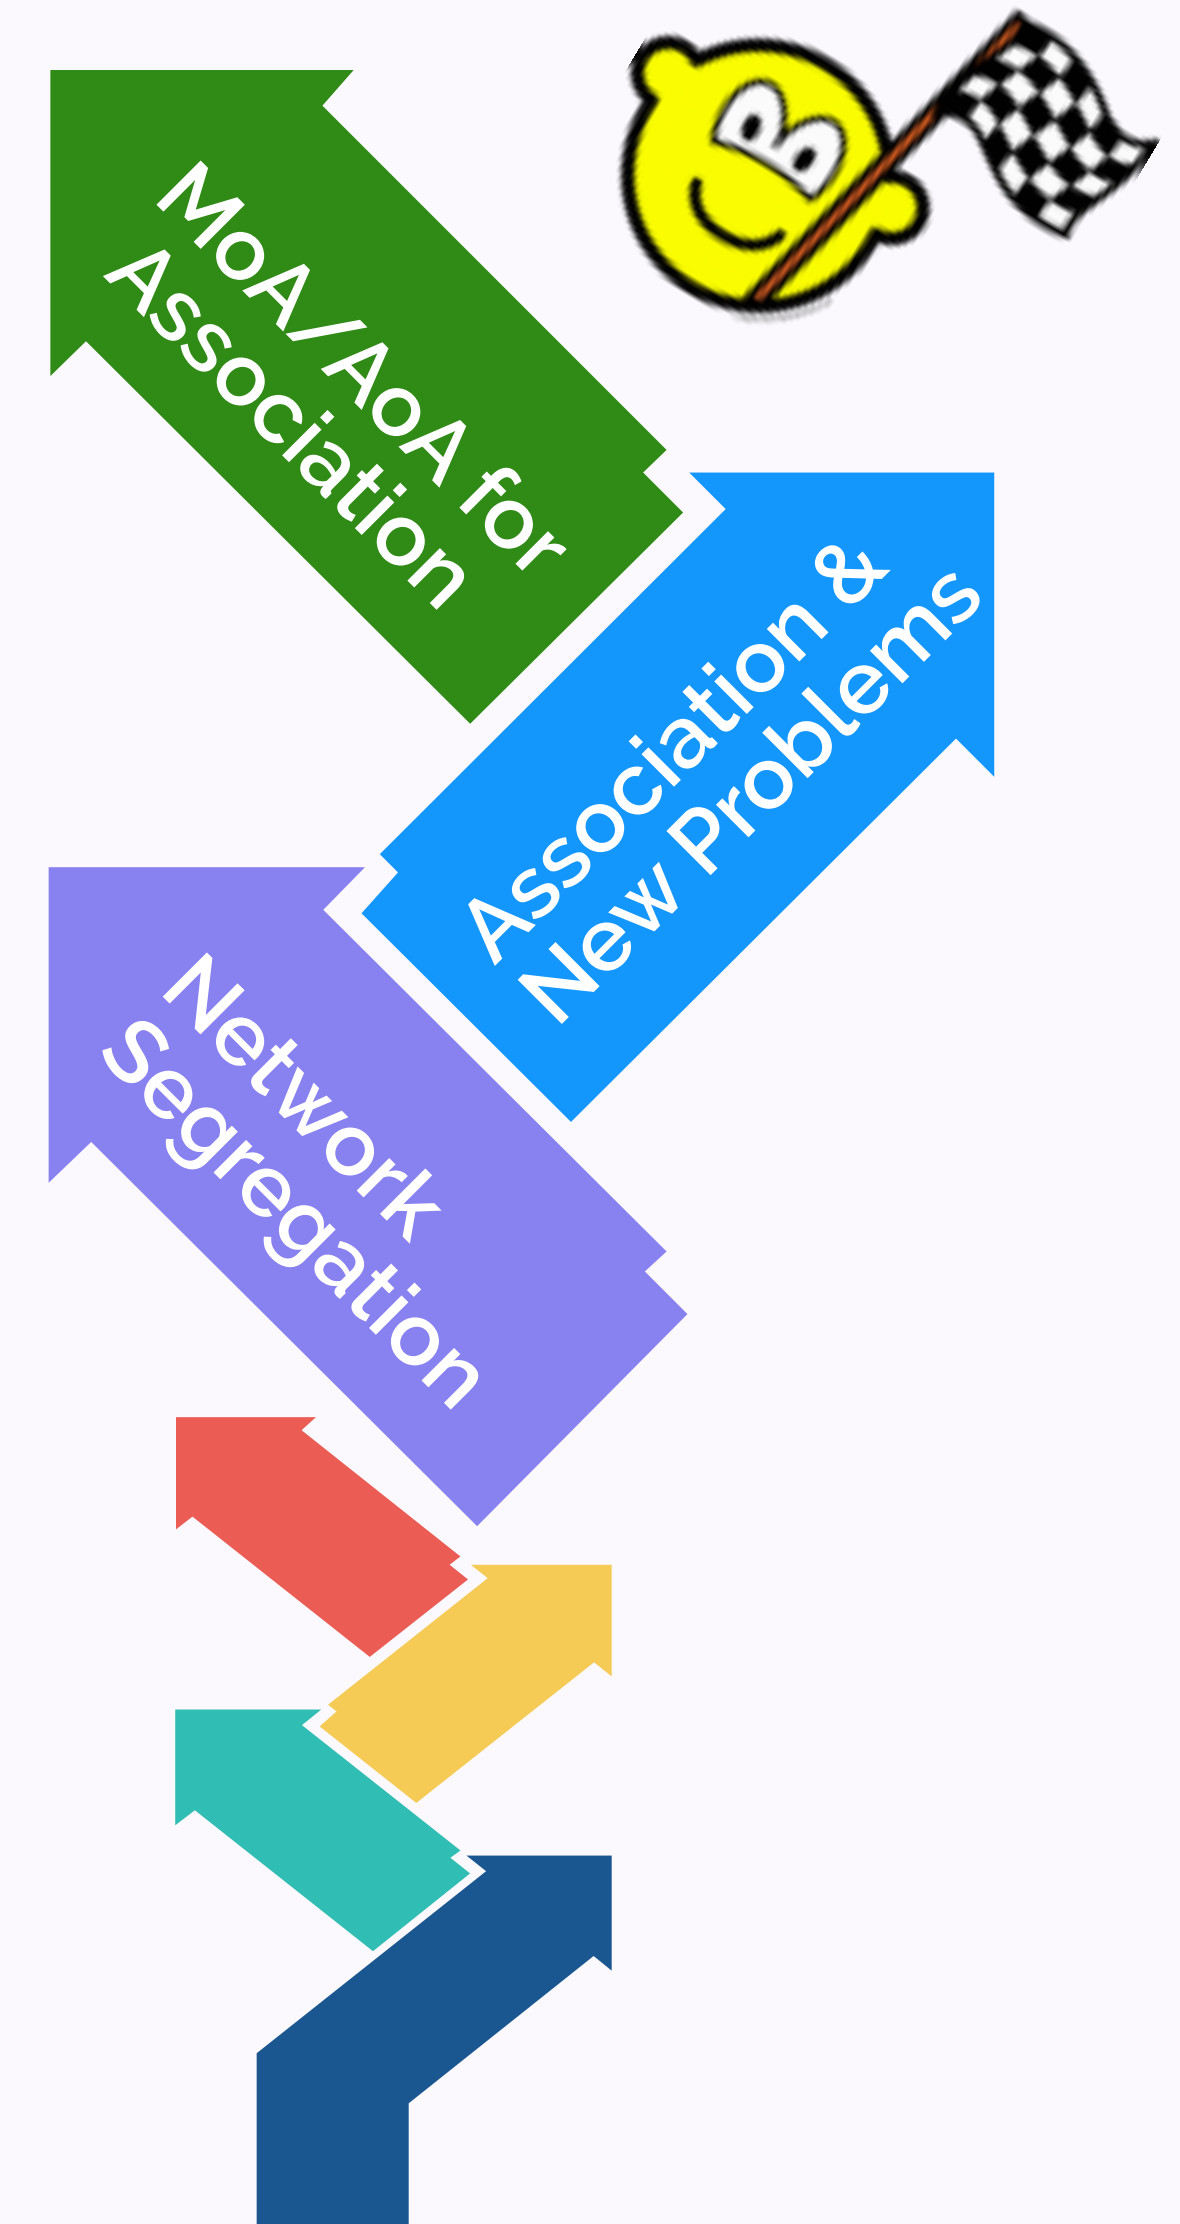 MoA/AoA for
Association
Association &
New Problems
Network
Segregation